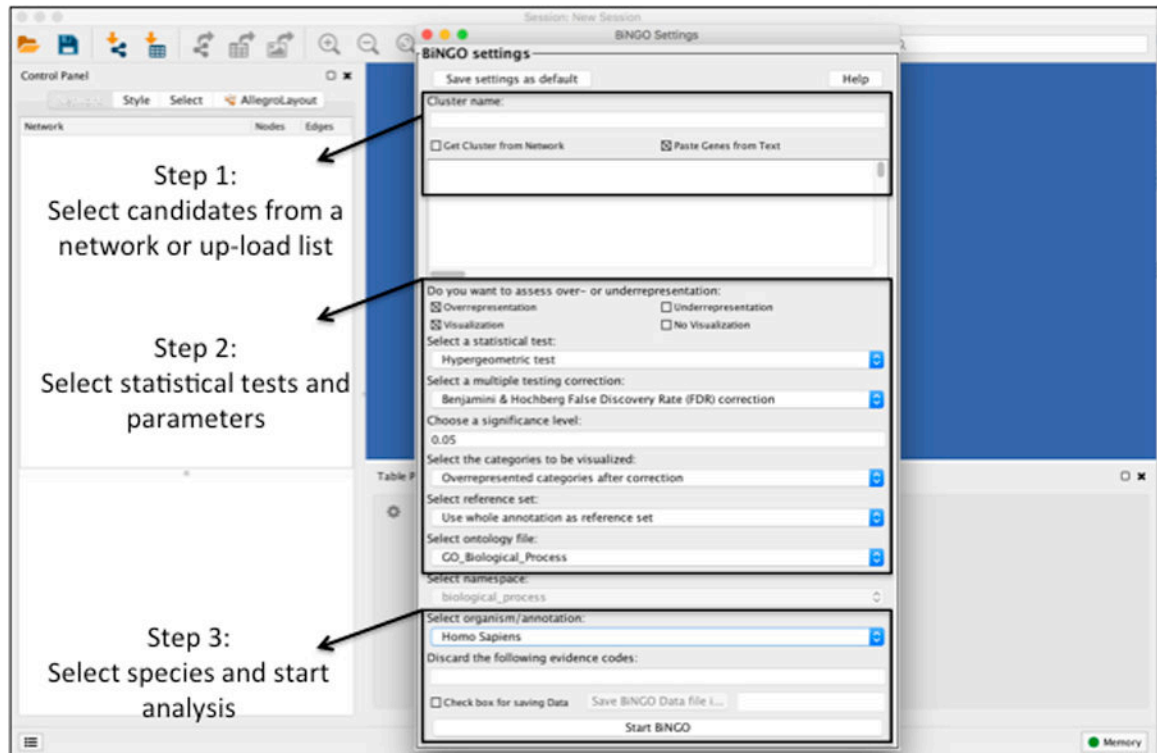 Session: New Session
BiNGO Settings
BiNGO settings
Save settings as default
Help
Control Panel
Style
Select
AllegroLayout
Network
Nodes
Edges
Cluster name:
Get Cluster from Network
Paste Genes from Text
Step 1:
Select candidates from a
network or up-load list
Do you want to assess over- or underrepresentation:
Overrepresentation
Underrepresentation
Visualization
No Visualization
Select a statistical test:
Hypergeometric test
Select a multiple testing correction:
Benjamini & Hochberg False Discovery Rate (FDR) correction
Choose a significance level:
0.05
Select the categories to be visualized:
Overrepresented categories after correction
Select reference set:
Use whole annotation as reference set
Select ontology file:
GO_Biological_Process
Select namespace:
biological_process
Step 2:
Select statistical tests and
parameters
Table P
Select organism/annotation:
Homo Sapiens
Discard the following evidence codes:
Check box for saving Data
Save BiNGO Data file i...
Start BiNGO
Step 3:
Select species and start
analysis
Memory